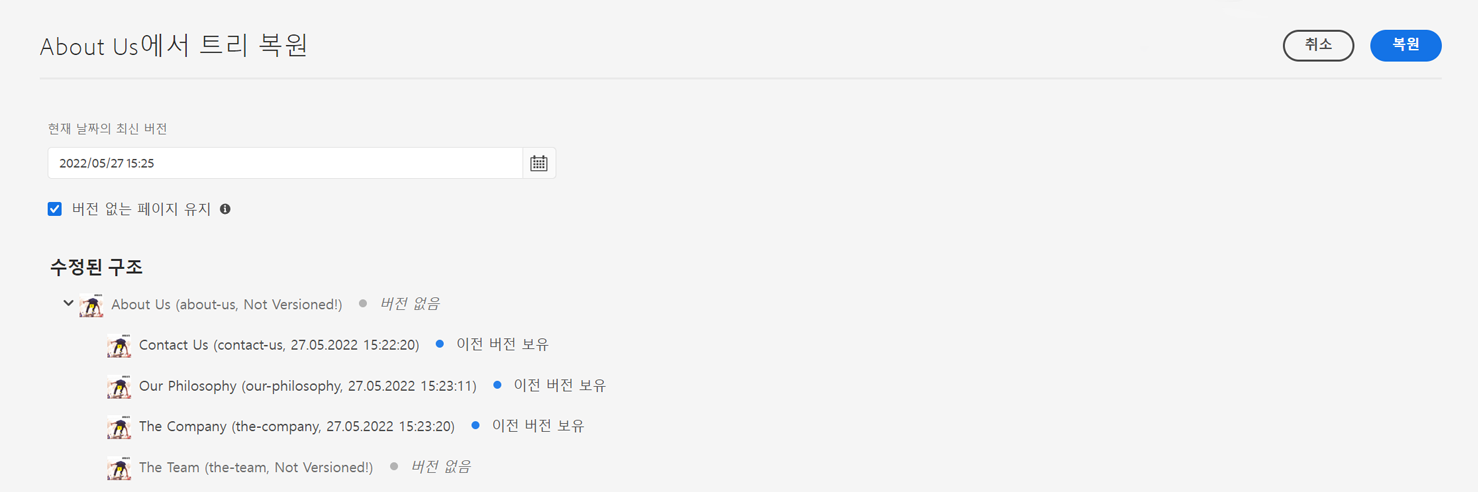 About Us에서 트리 복원
취소
복원
현재 날짜의 최신 버전
2022/05/27 15:25
버전 없는 페이지 유지
수정된 구조
About Us (about-us, Not Versioned!) 버전 없음
Contact Us (contact-us, 27.05.2022 15:22:20) 이전 버전 보유
Our Philosophy (our-philosophy, 27.05.2022 15:23:11) 이전 버전 보유
The Company (the-company, 27.05.2022 15:23:20) 이전 버전 보유
The Team (the-team, Not Versioned!) 버전 없음